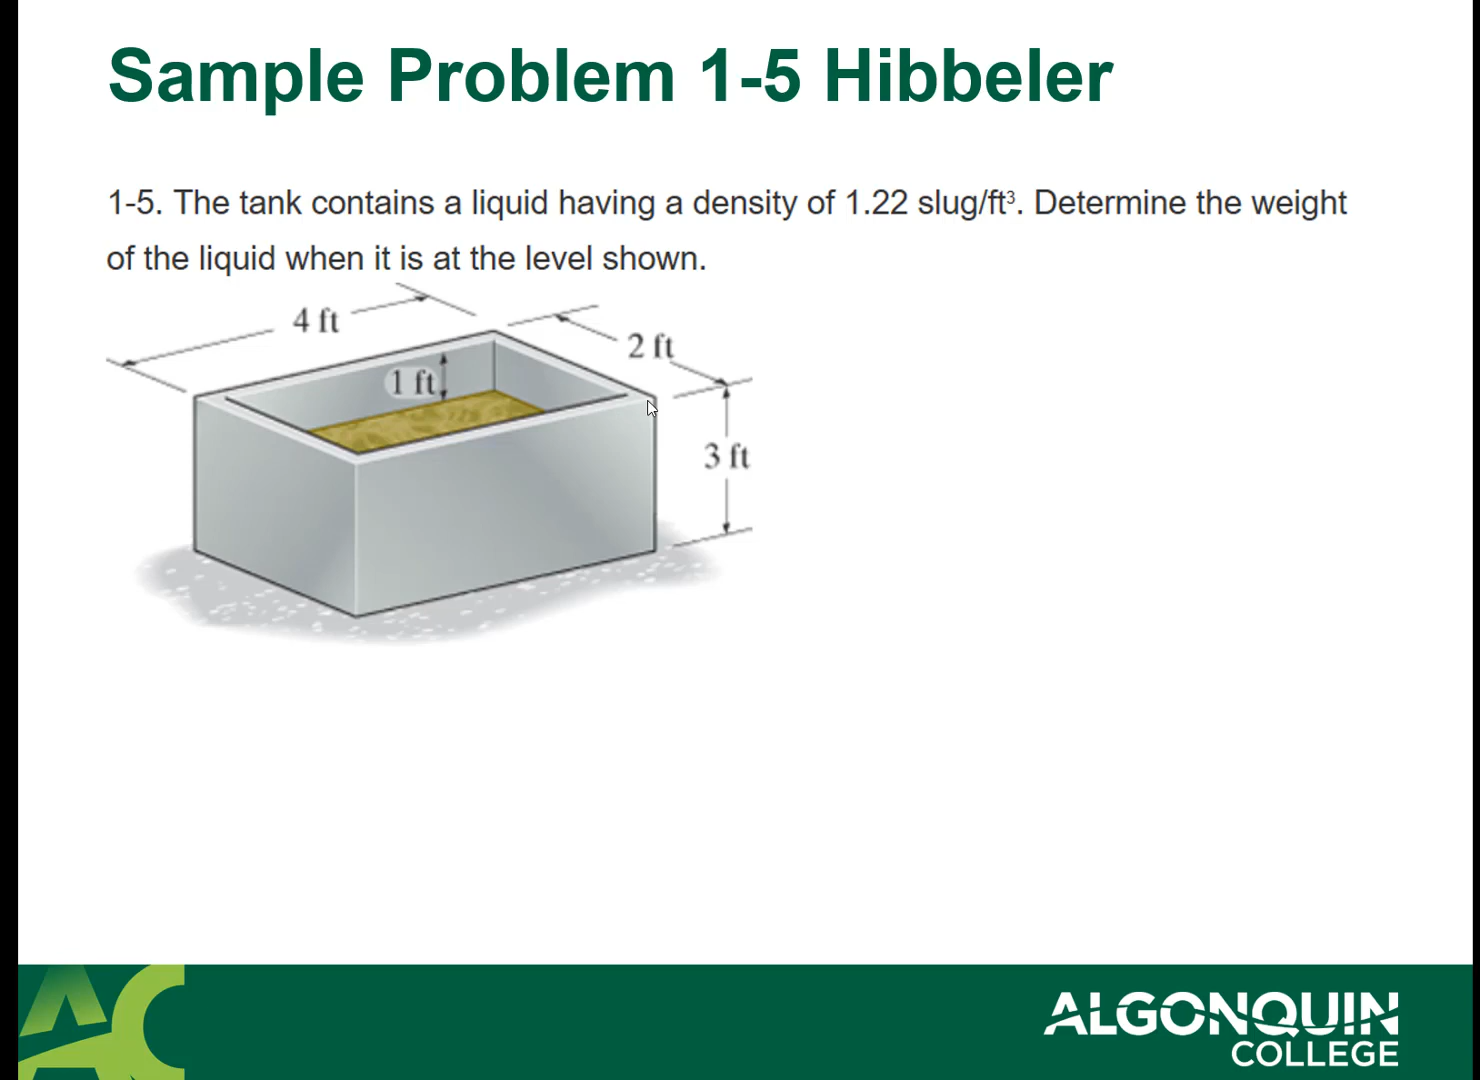 Sample Problem 1-5 Hibbeler
1-5. The tank contains a liquid having a density of 1.22 slug/ft³. Determine the weight
of the liquid when it is at the level shown.
4 ft
2 ft
1 ft
3 ft
AC
ALGONQUIN
COLLEGE